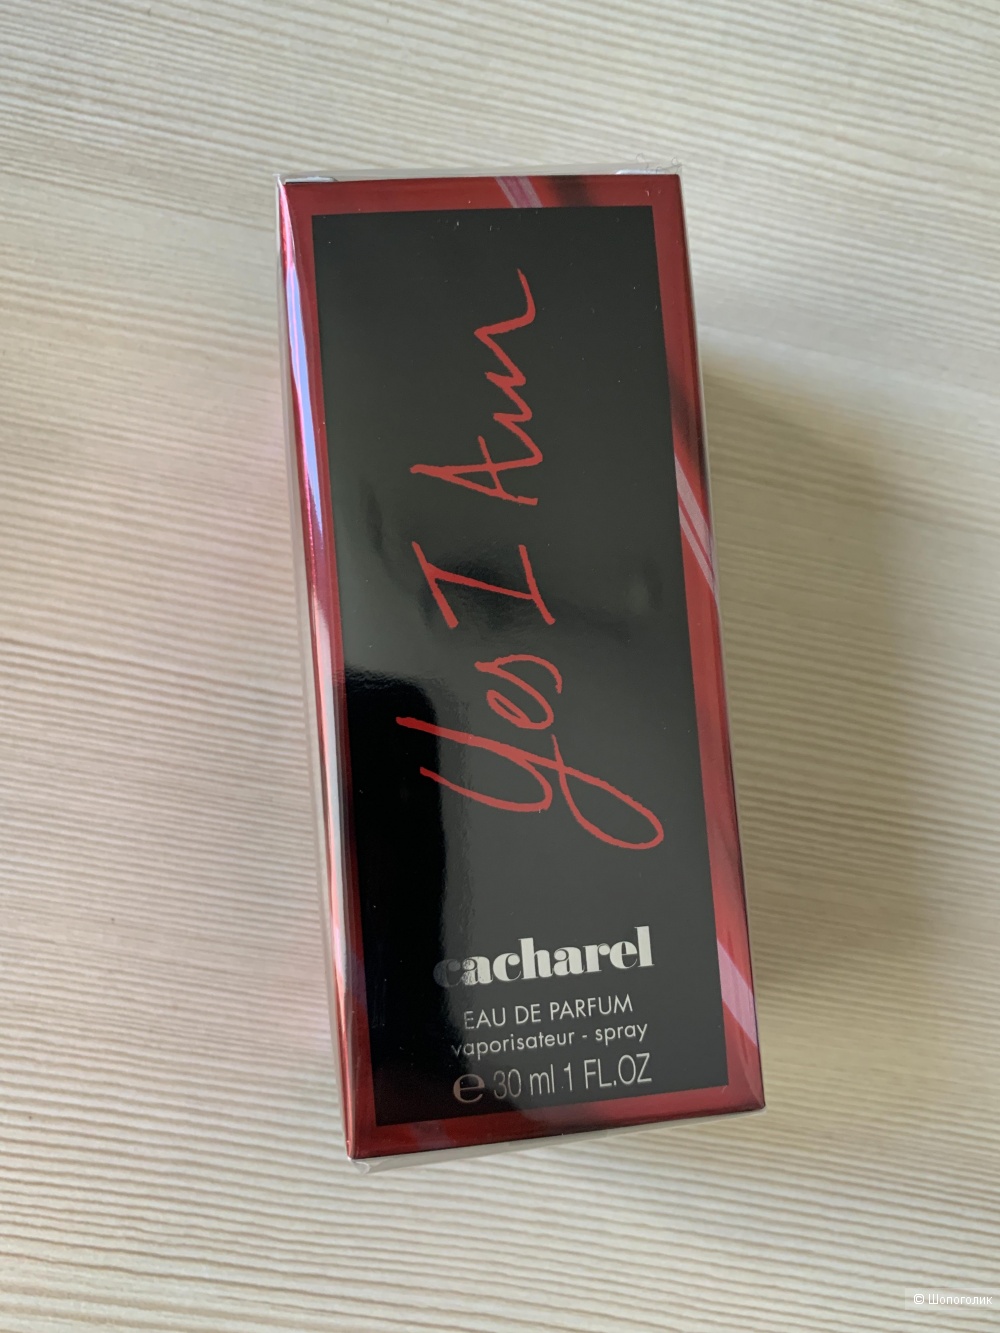 Yes I Am
cacharel
EAU DE PARFUM
vaporisateur - spray
℮ 30 ml 1 FL.OZ
© Шопоголик